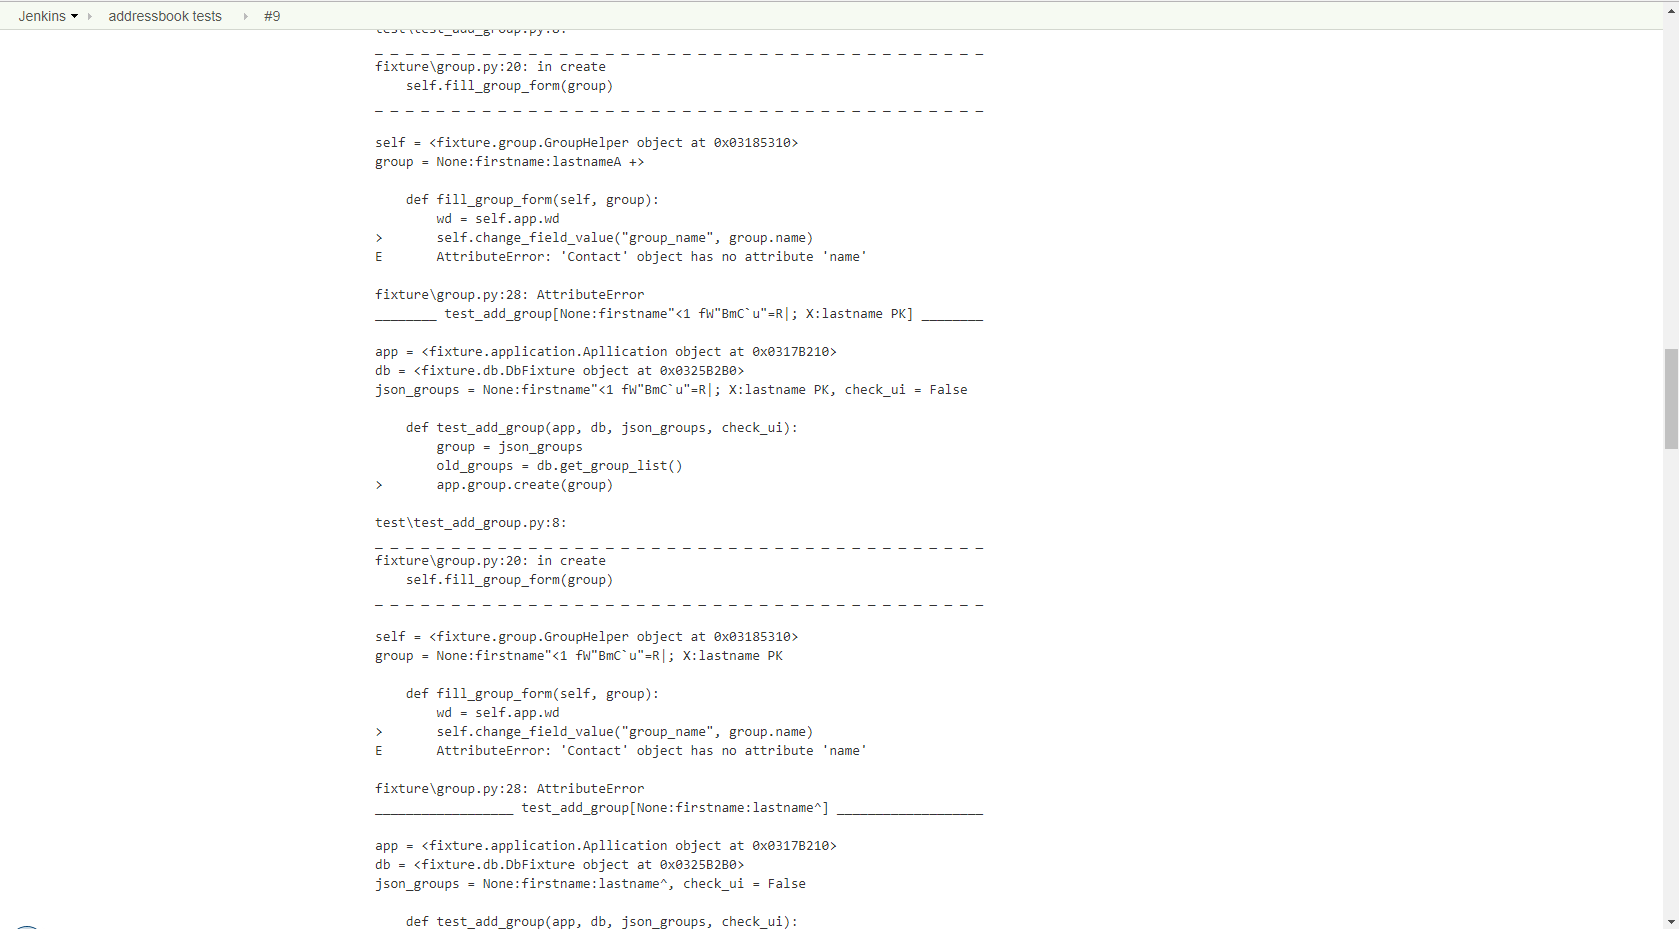 Jenkins addressbook tests #9
test\test_add_group.py:8:
_ _ _ _ _ _ _ _ _ _ _ _ _ _ _ _ _ _ _ _ _ _ _ _ _ _ _ _ _ _ _ _ _ _ _ _ _ _ _ _
fixture\group.py:20: in create
    self.fill_group_form(group)
_ _ _ _ _ _ _ _ _ _ _ _ _ _ _ _ _ _ _ _ _ _ _ _ _ _ _ _ _ _ _ _ _ _ _ _ _ _ _ _
self = <fixture.group.GroupHelper object at 0x03185310>
group = None:firstname:lastnameA +>
    def fill_group_form(self, group):
        wd = self.app.wd
>       self.change_field_value("group_name", group.name)
E       AttributeError: 'Contact' object has no attribute 'name'
fixture\group.py:28: AttributeError
________ test_add_group[None:firstname"<1 fW"BmC`u"=R|; X:lastname PK] ________
app = <fixture.application.Apllication object at 0x0317B210>
db = <fixture.db.DbFixture object at 0x0325B2B0>
json_groups = None:firstname"<1 fW"BmC`u"=R|; X:lastname PK, check_ui = False
    def test_add_group(app, db, json_groups, check_ui):
        group = json_groups
        old_groups = db.get_group_list()
>       app.group.create(group)
test\test_add_group.py:8:
_ _ _ _ _ _ _ _ _ _ _ _ _ _ _ _ _ _ _ _ _ _ _ _ _ _ _ _ _ _ _ _ _ _ _ _ _ _ _ _
fixture\group.py:20: in create
    self.fill_group_form(group)
_ _ _ _ _ _ _ _ _ _ _ _ _ _ _ _ _ _ _ _ _ _ _ _ _ _ _ _ _ _ _ _ _ _ _ _ _ _ _ _
self = <fixture.group.GroupHelper object at 0x03185310>
group = None:firstname"<1 fW"BmC`u"=R|; X:lastname PK
    def fill_group_form(self, group):
        wd = self.app.wd
>       self.change_field_value("group_name", group.name)
E       AttributeError: 'Contact' object has no attribute 'name'
fixture\group.py:28: AttributeError
__________________ test_add_group[None:firstname:lastname^] ___________________
app = <fixture.application.Apllication object at 0x0317B210>
db = <fixture.db.DbFixture object at 0x0325B2B0>
json_groups = None:firstname:lastname^, check_ui = False
    def test_add_group(app, db, json_groups, check_ui):